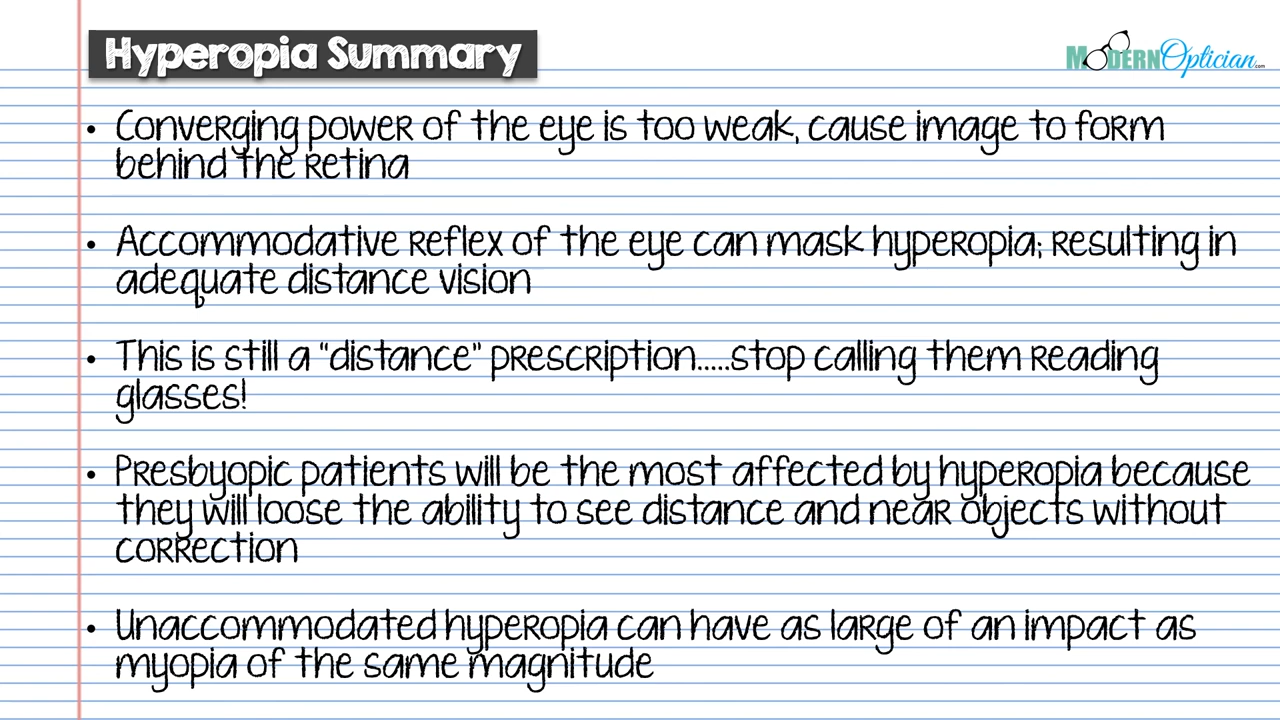 Hyperopia Summary
MODERNOptician.com
• Converging power of the eye is too weak, cause image to form
behind the retina
• Accommodative reflex of the eye can mask hyperopia; resulting in
adequate distance vision
• This is still a "distance" prescription.....stop calling them reading
glasses!
• Presbyopic patients will be the most affected by hyperopia because
they will loose the ability to see distance and near objects without
correction
• Unaccommodated hyperopia can have as large of an impact as
myopia of the same magnitude